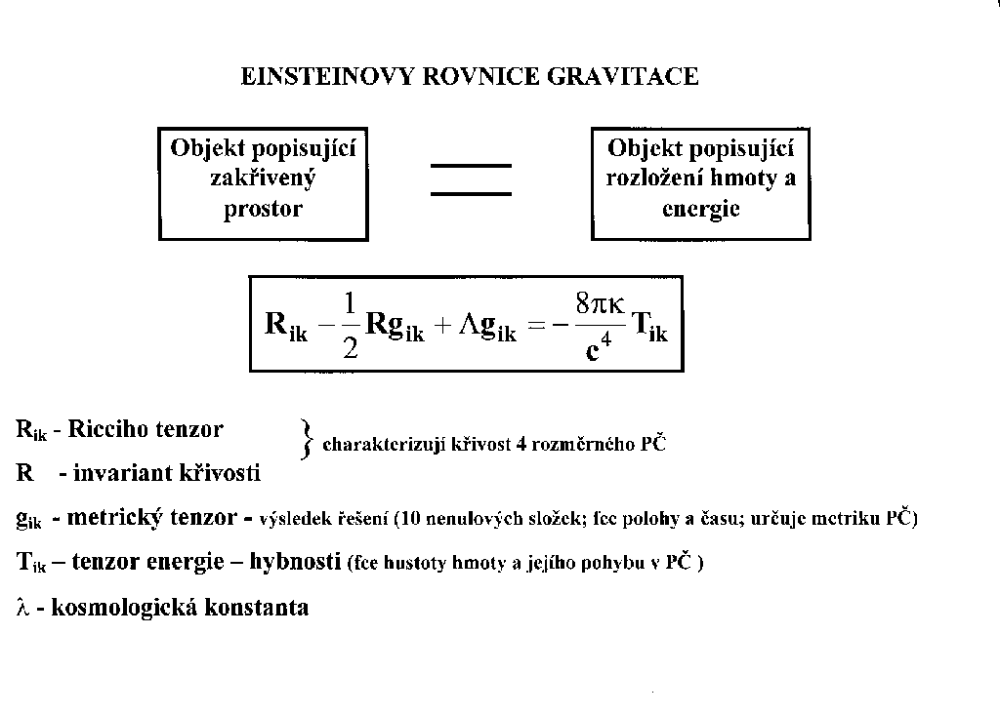 EINSTEINOVY ROVNICE GRAVITACE
Objekt popisující
zakřivený
prostor
=
Objekt popisující
rozložení hmoty a
energie
R_ik − 1/2 Rg_ik + Λg_ik = − 8πκ/c⁴ T_ik
R_ik - Ricciho tenzor
} charakterizují křivost 4 rozměrného PČ
R - invariant křivosti
g_ik - metrický tenzor - výsledek řešení (10 nenulových složek; fce polohy a času; určuje metriku PČ)
T_ik – tenzor energie – hybnosti (fce hustoty hmoty a jejího pohybu v PČ )
λ - kosmologická konstanta